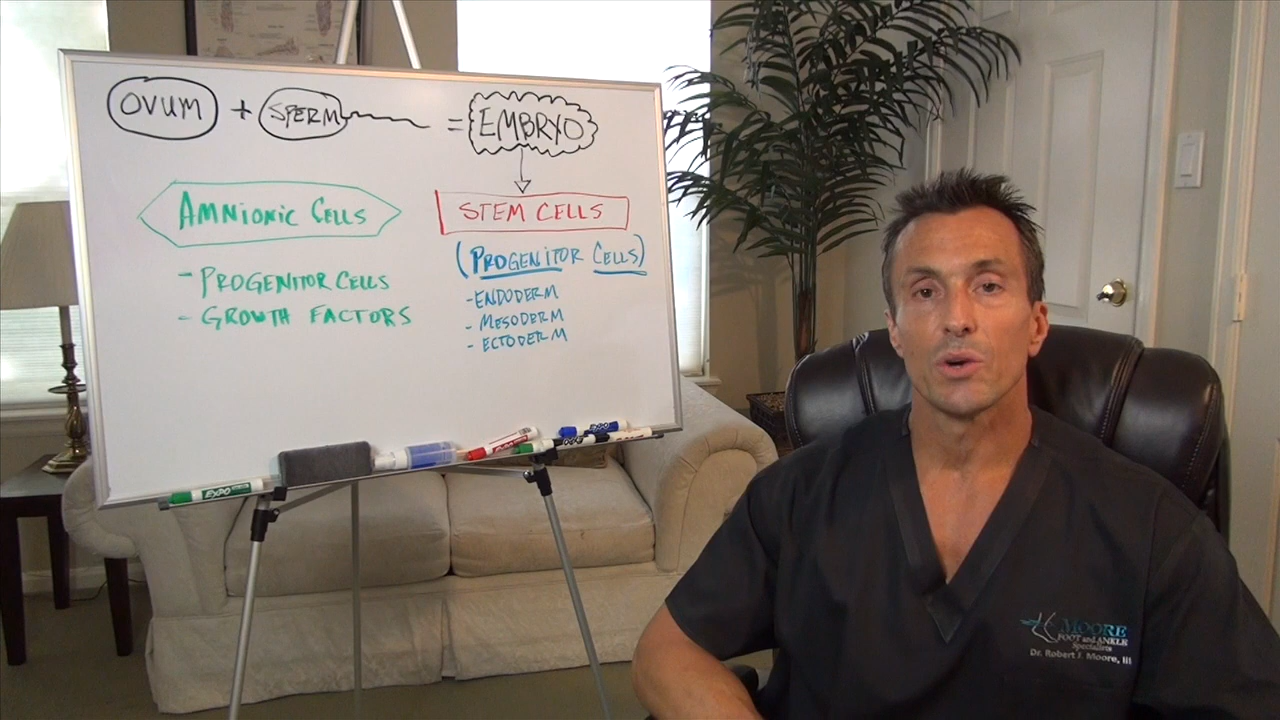 OVUM + SPERM = EMBRYO
AMNIONIC CELLS
- PROGENITOR CELLS
- GROWTH FACTORS
STEM CELLS
(PROGENITOR CELLS)
- ENDODERM
- MESODERM
- ECTODERM
EXPO
EXPO
EXPO
MOORE
FOOT and ANKLE
Specialists
Dr. Robert F. Moore, III